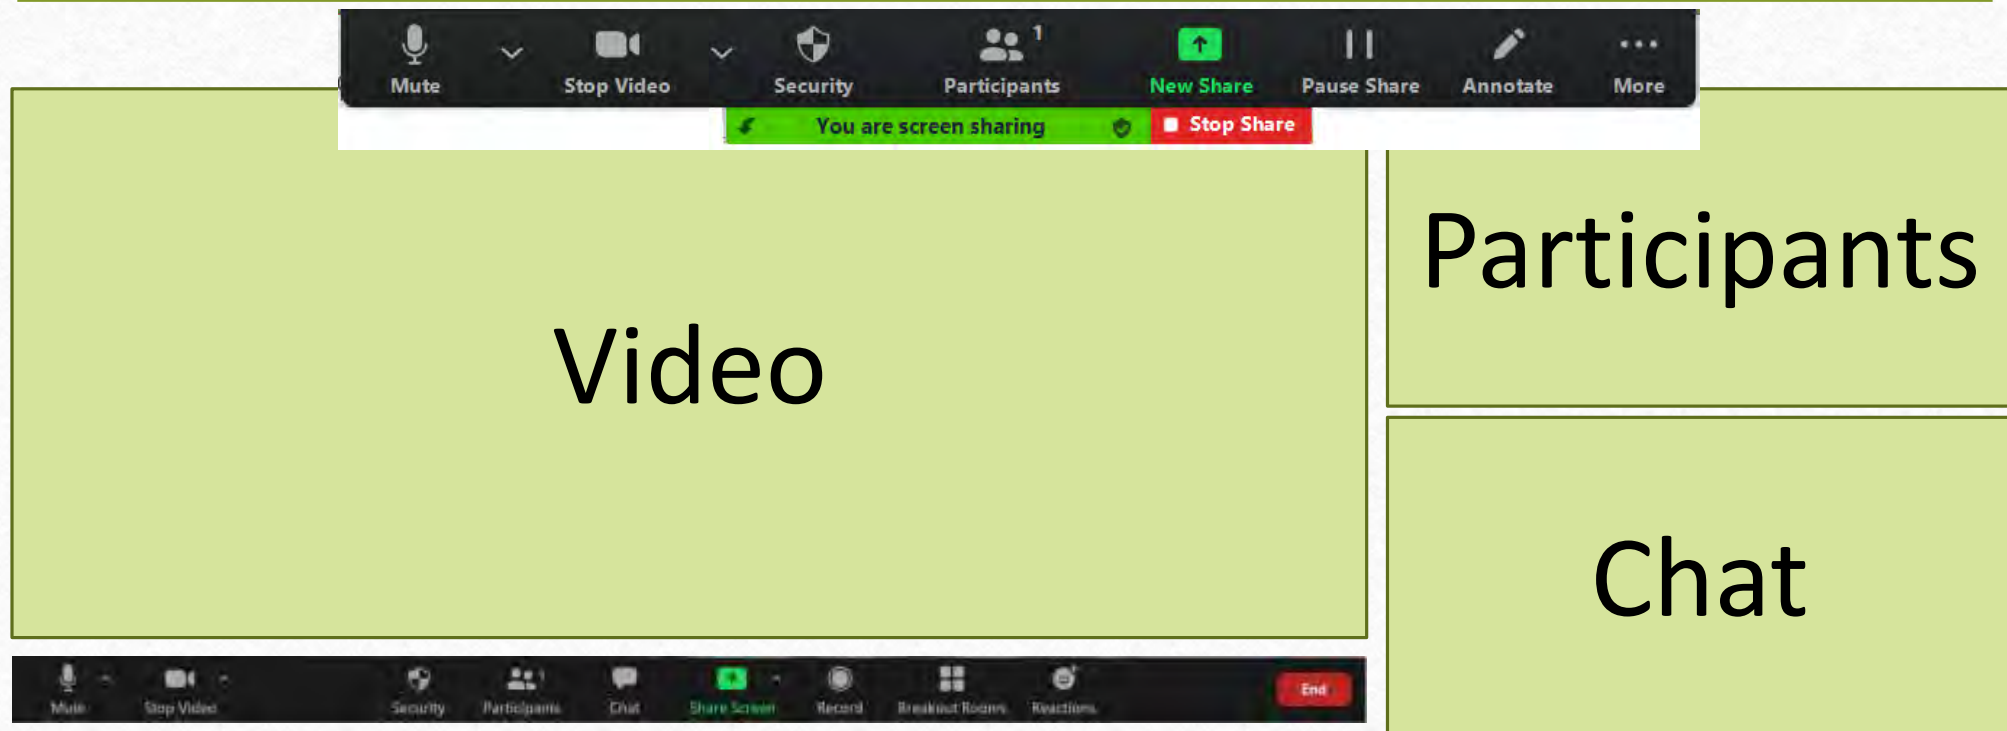 Mute Stop Video Security Participants 1 New Share Pause Share Annotate More
You are screen sharing Stop Share
Participants
Video
Chat
Mute Stop Video Security Participants 1 Chat Share Screen Record Breakout Rooms Reactions End